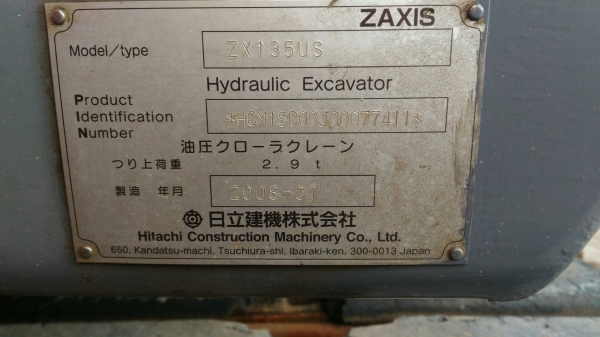 ZAXIS
Model/type ZX135US
Hydraulic Excavator
Product
Identification
Number
油圧クローラクレーン
つり上荷重 2.9 t
製造 年月
日立建機株式会社
Hitachi Construction Machinery Co., Ltd.
650, Kandatsu-machi, Tsuchiura-shi, Ibaraki-ken, 300-0013 Japan